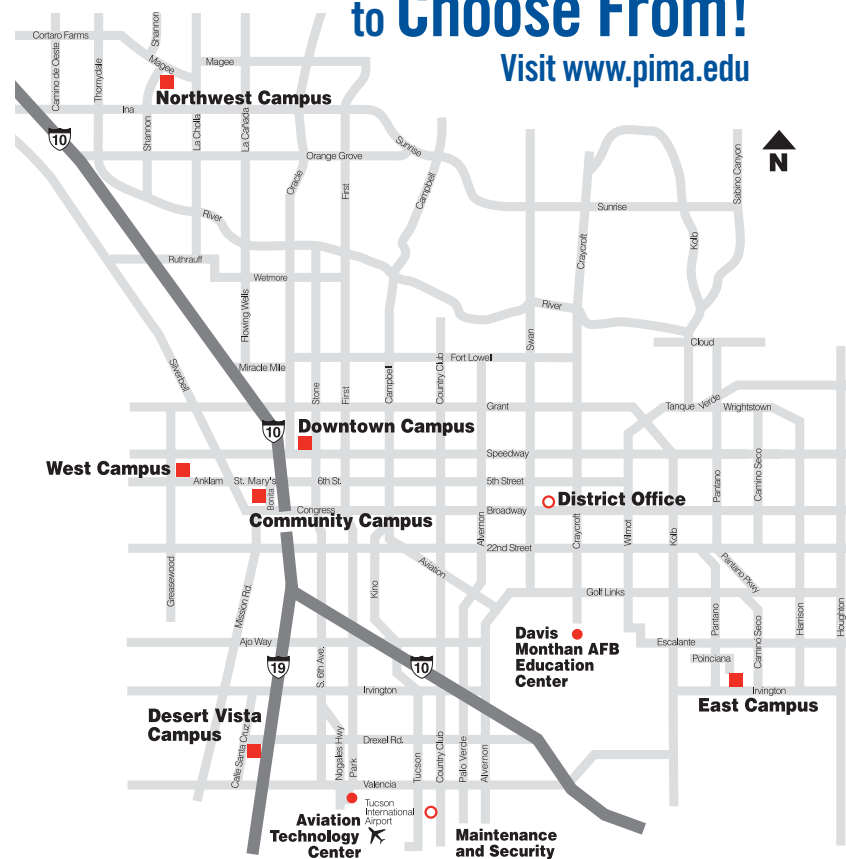 to Choose From!
Visit www.pima.edu
Cortaro Farms
Shannon
Camino de Oeste
Thornydale
Magee
Magee
Northwest Campus
Ina
Shannon
La Cholla
La Cañada
10
Orange Grove
Sunrise
Oracle
First
Campbell
N
Sabino Canyon
Sunrise
River
Craycroft
Kolb
Ruthrauff
Wetmore
River
Flowing Wells
Swan
Cloud
Silverbell
Miracle Mile
Fort Lowell
Stone
First
Campbell
Country Club
Grant
Tanque Verde
Wrightstown
10
Downtown Campus
Speedway
West Campus
Anklam
St. Mary's
6th St.
5th Street
Pantano
Camino Seco
Bonita
District Office
Congress
Broadway
Community Campus
Alvernon
Craycroft
Wilmot
Kolb
22nd Street
Greasewood
Mission Rd.
Kino
Aviation
Pantano Pkwy
Golf Links
Pantano
Camino Seco
Harrison
Houghton
Ajo Way
Davis
Monthan AFB
Education
Center
Escalante
Poinciana
19
S. 6th Ave.
10
Irvington
Irvington
East Campus
Desert Vista
Campus
Calle Santa Cruz
Nogales Hwy
Park
Drexel Rd.
Tucson
Country Club
Palo Verde
Alvernon
Valencia
Tucson
International
Airport
Aviation
Technology
Center
Maintenance
and Security